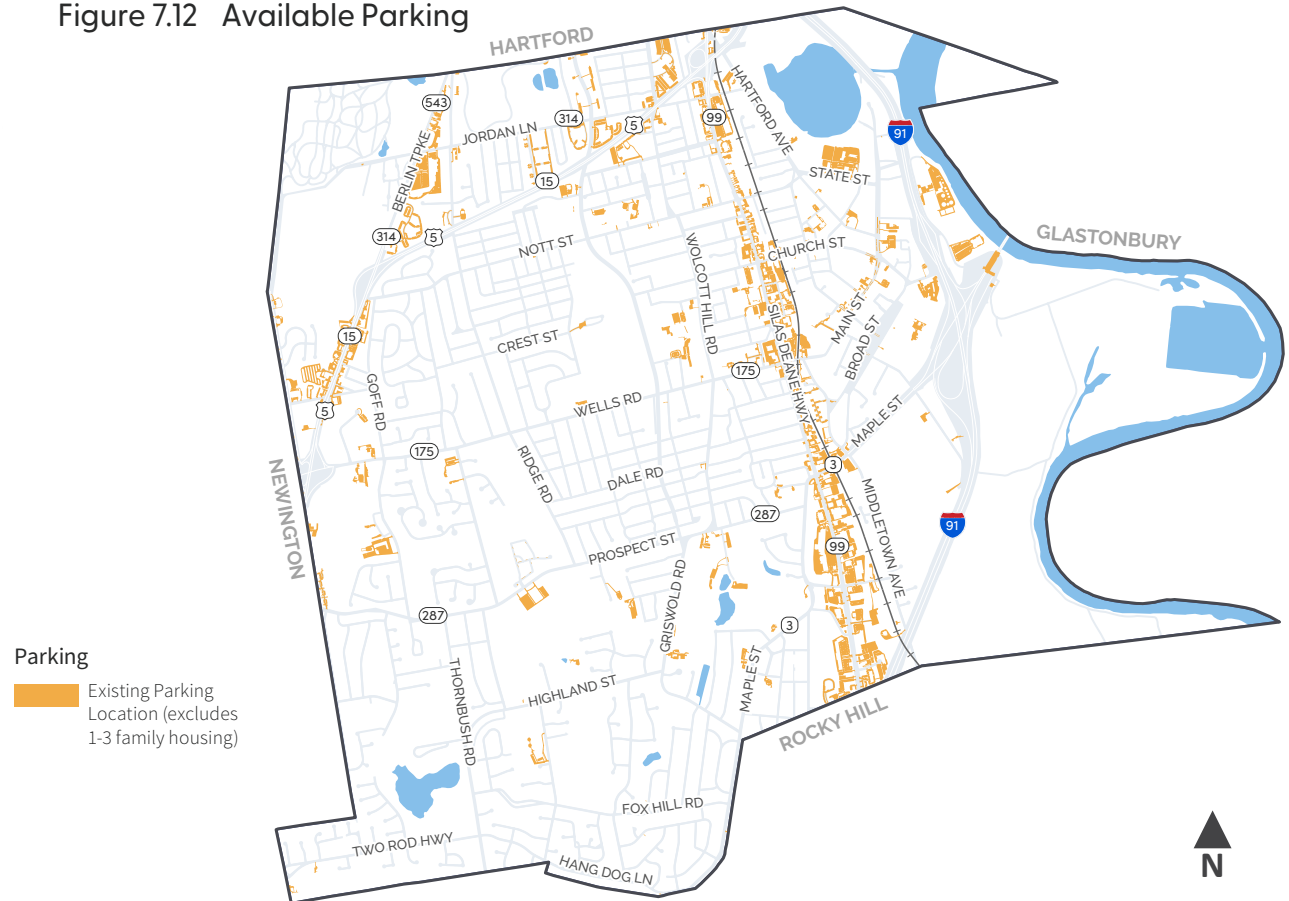 Figure 7.12 Available Parking
HARTFORD
543
JORDAN LN
314
5
99
HARTFORD AVE
91
BERLIN TPKE
15
STATE ST
314
5
NOTT ST
WOLCOTT HILL RD
CHURCH ST
GLASTONBURY
15
CREST ST
SILAS DEANE HWY
MAIN ST
BROAD ST
175
5
GOFF RD
WELLS RD
MAPLE ST
175
RIDGE RD
DALE RD
3
NEWINGTON
287
MIDDLETOWN AVE
91
PROSPECT ST
99
287
GRISWOLD RD
3
Parking
Existing Parking
Location (excludes
1-3 family housing)
THORNBUSH RD
HIGHLAND ST
MAPLE ST
ROCKY HILL
FOX HILL RD
TWO ROD HWY
HANG DOG LN
N